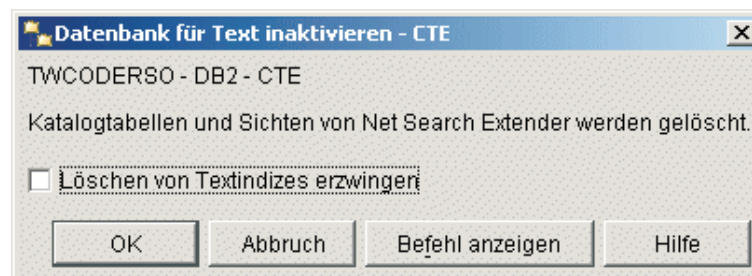 Datenbank für Text inaktivieren - CTE
TWCODERSO - DB2 - CTE
Katalogtabellen und Sichten von Net Search Extender werden gelöscht.
Löschen von Textindizes erzwingen
OK Abbruch Befehl anzeigen Hilfe